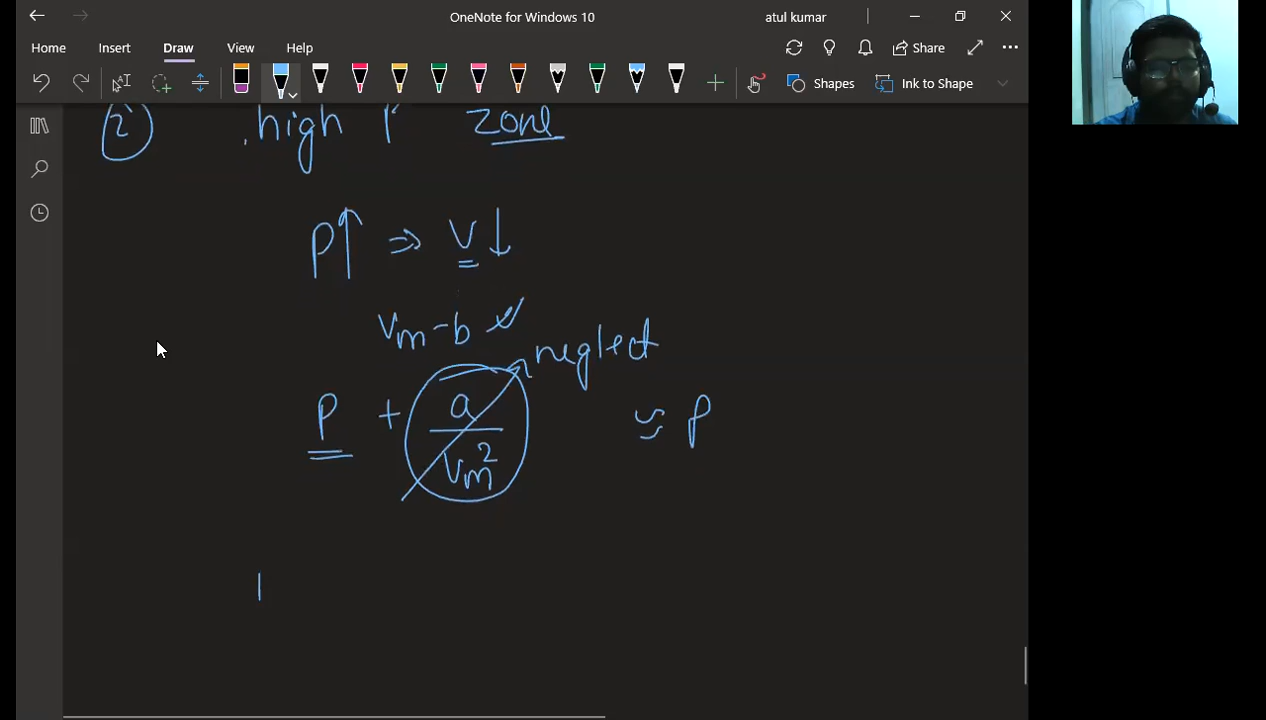 OneNote for Windows 10
atul kumar
Home Insert Draw View Help
Share
Shapes
Ink to Shape
2 high P zone
P↑ ⇒ V↓
Vm-b ✓
neglect
P + a/Vm² ≈ P